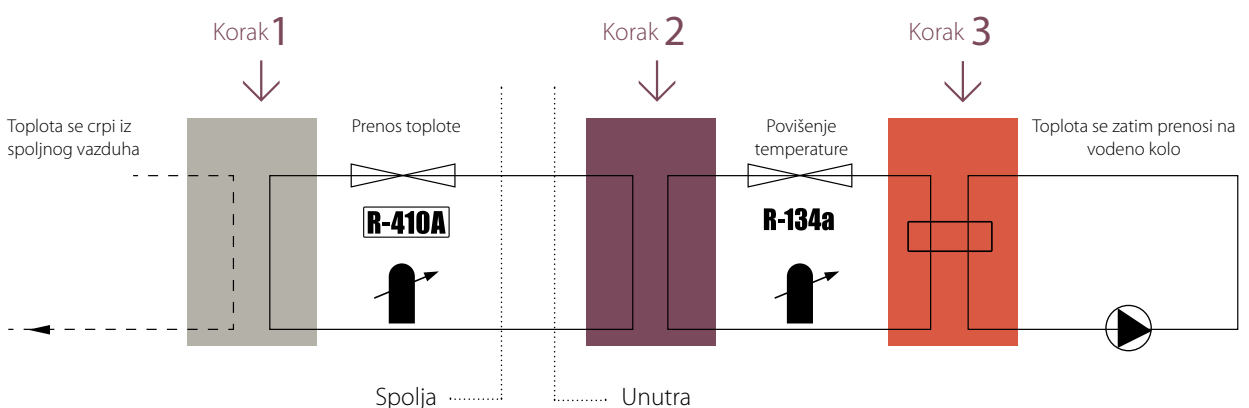 Korak 1
Korak 2
Korak 3
Toplota se crpi iz
spoljnog vazduha
Prenos toplote
Povišenje
temperature
Toplota se zatim prenosi na
vodeno kolo
R-410A
R-134a
Spolja
Unutra